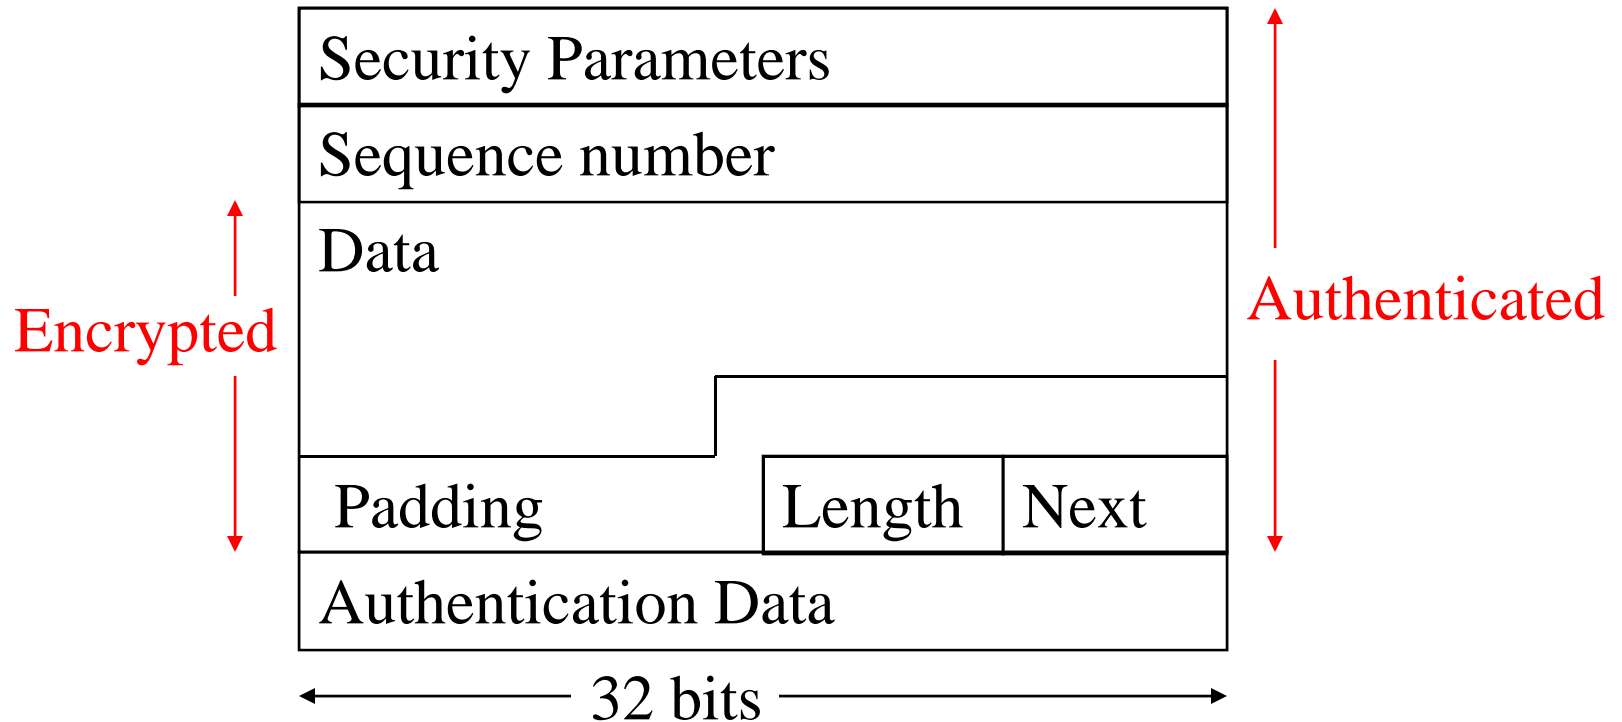 Security Parameters
Sequence number
Data
Encrypted
Authenticated
Padding
Length
Next
Authentication Data
32 bits